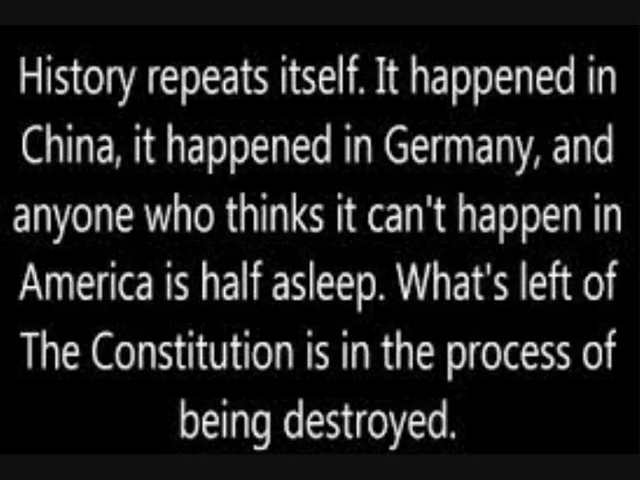 History repeats itself. It happened in
China, it happened in Germany, and
anyone who thinks it can't happen in
America is half asleep. What's left of
The Constitution is in the process of
being destroyed.